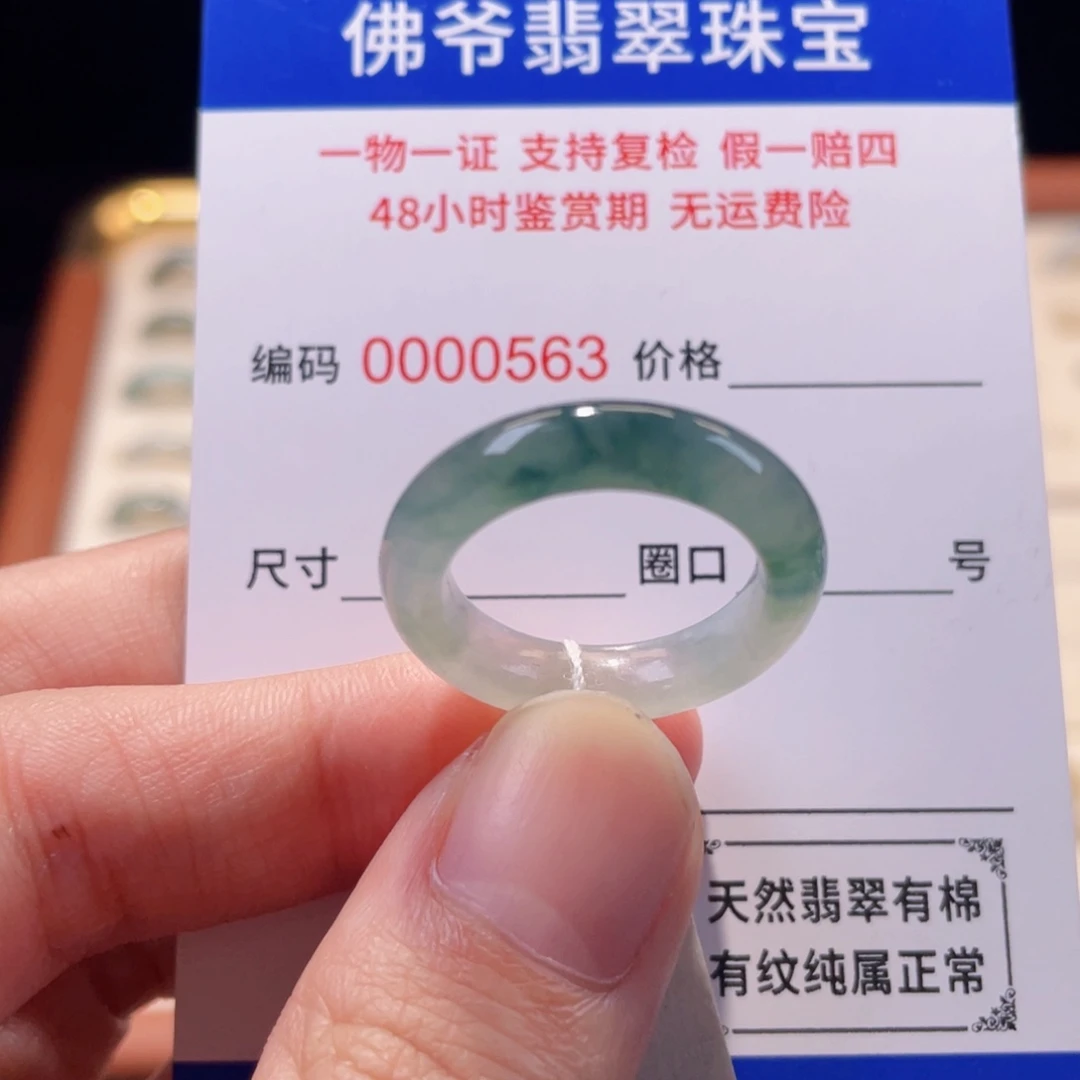 佛爷翡翠珠宝
一物一证 支持复检 假一赔四
48小时鉴赏期 无运费险
编码 0000563 价格
尺寸 圈口 号
天然翡翠有棉
有纹纯属正常